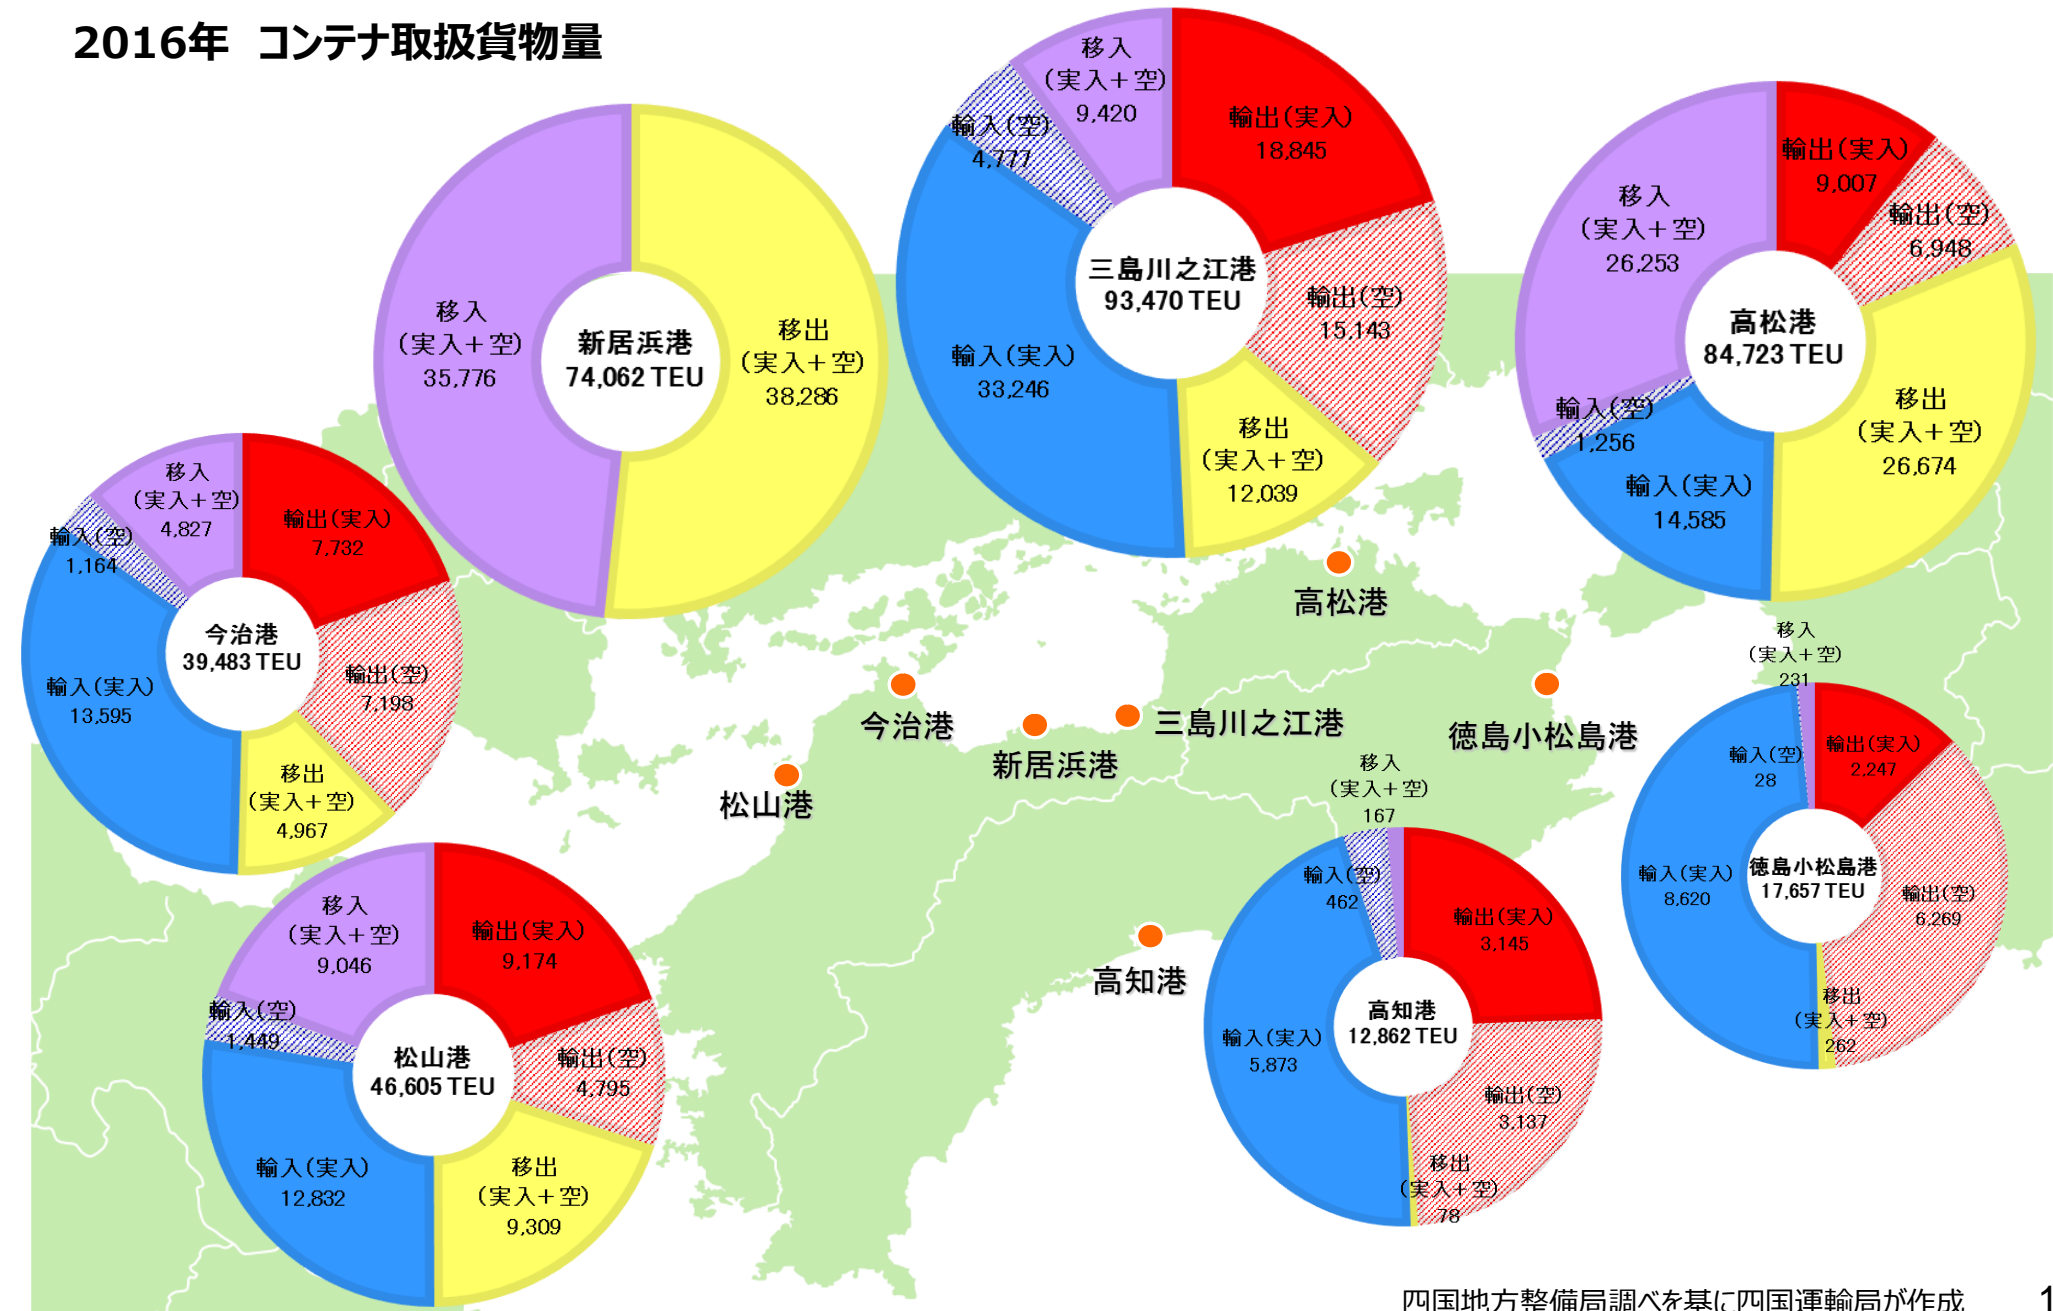 2016年 コンテナ取扱貨物量
移入
(実入+空)
35,776
新居浜港
74,062 TEU
移出
(実入+空)
38,286
移入
(実入+空)
9,420
輸出(実入)
18,845
輸入(空)
4,777
三島川之江港
93,470 TEU
輸出(空)
15,143
輸入(実入)
33,246
移出
(実入+空)
12,039
輸出(実入)
9,007
輸出(空)
6,948
移入
(実入+空)
26,253
高松港
84,723 TEU
移出
(実入+空)
26,674
輸入(空)
1,256
輸入(実入)
14,585
移入
(実入+空)
4,827
輸出(実入)
7,732
輸入(空)
1,164
今治港
39,483 TEU
輸出(空)
7,198
輸入(実入)
13,595
移出
(実入+空)
4,967
高松港
今治港
新居浜港
三島川之江港
徳島小松島港
松山港
高知港
移入
(実入+空)
231
輸出(実入)
2,247
輸入(空)
28
徳島小松島港
17,657 TEU
輸入(実入)
8,620
輸出(空)
6,269
移出
(実入+空)
262
移入
(実入+空)
167
輸入(空)
462
輸出(実入)
3,145
高知港
12,862 TEU
輸入(実入)
5,873
輸出(空)
3,137
移出
(実入+空)
78
移入
(実入+空)
9,046
輸出(実入)
9,174
輸入(空)
1,449
松山港
46,605 TEU
輸出(空)
4,795
輸入(実入)
12,832
移出
(実入+空)
9,309
四国地方整備局調べを基に四国運輸局が作成
1